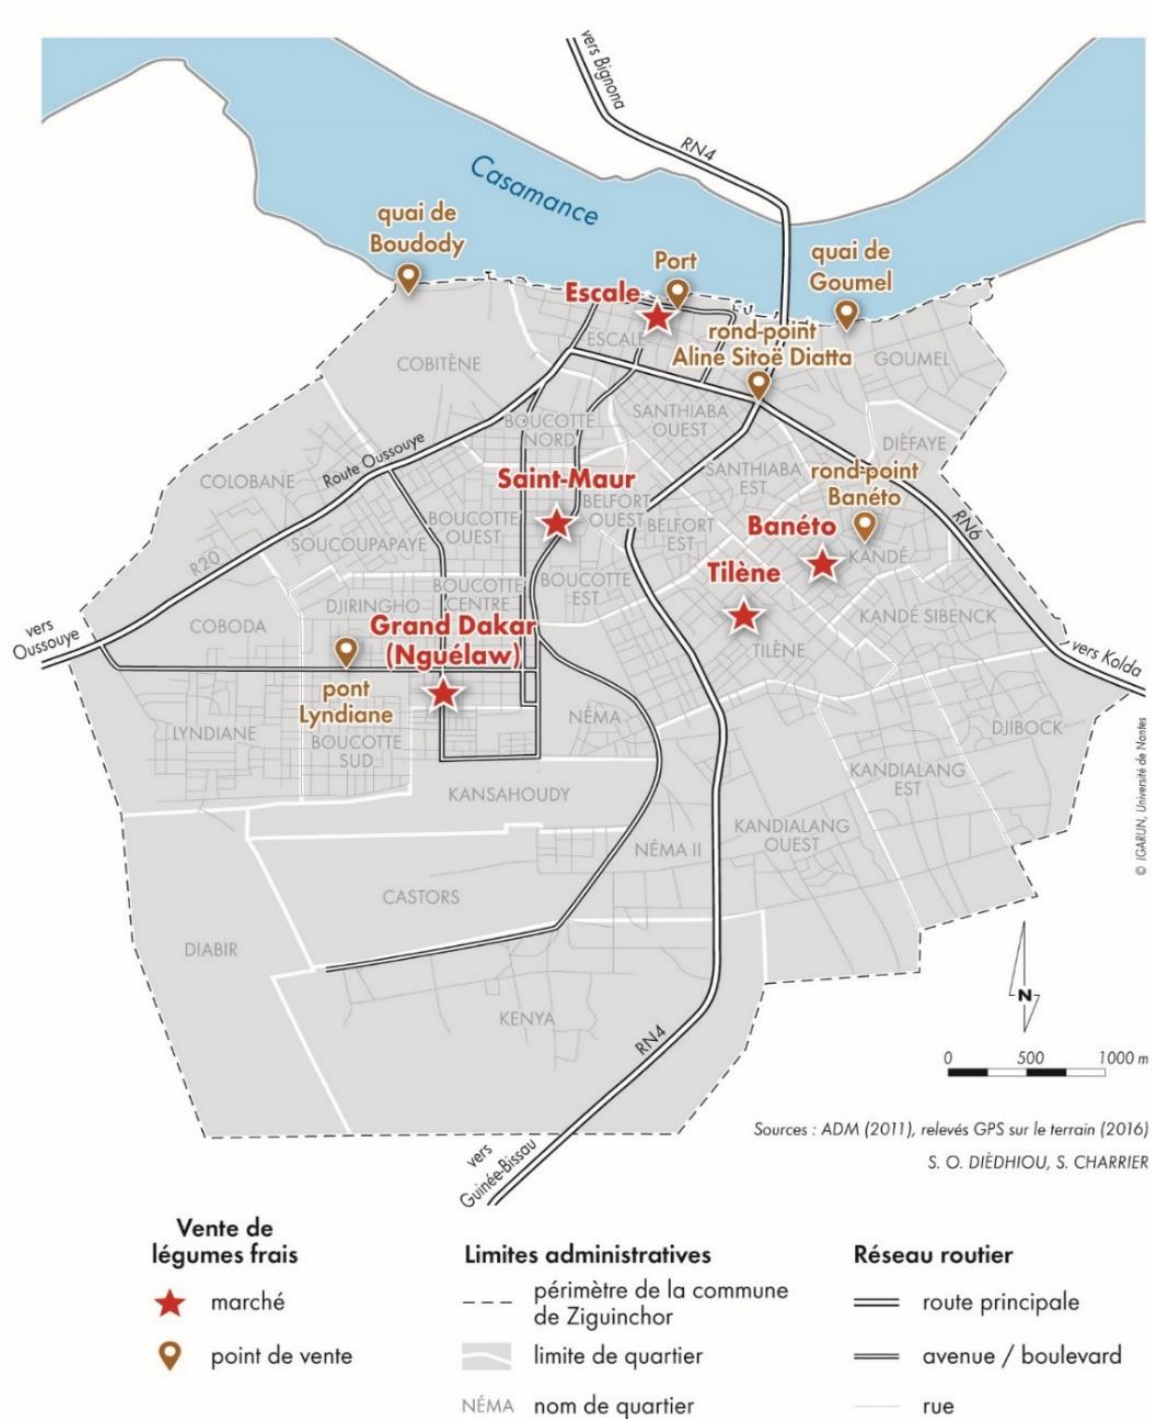 vers Bignona
RN4
Casamance
quai de
Boudody
Port
quai de
Goumel
Escale
rond-point
Aline Sitoë Diatta
ESCALE
GOUMEL
COBITÈNE
BOUCOTTE
NORD
SANTHIABA
OUEST
DIÈFAYE
Route Oussouye
COLOBANE
Saint-Maur
SANTHIABA
EST
rond-point
Banéto
BELFORT
OUEST
BELFORT
EST
BOUCOTTE
OUEST
Banéto
RN6
SOUCOUPAPAYE
KANDÉ
R20
Tilène
BOUCOTTE
CENTRE
BOUCOTTE
EST
DJIRINGHO
KANDÉ SIBENCK
COBODA
Grand Dakar
(Nguélaw)
vers
Oussouye
TILÈNE
vers Kolda
pont
Lyndiane
LYNDIANE
BOUCOTTE
SUD
NÉMA
DJIBOCK
KANSAHOUDY
KANDIALANG
EST
KANDIALANG
OUEST
NÉMA II
CASTORS
DIABIR
KENYA
RN4
vers
Guinée-Bissau
© IGARUN, Université de Nantes
N
0 500 1000 m
Sources : ADM (2011), relevés GPS sur le terrain (2016)
S. O. DIÈDHIOU, S. CHARRIER
Vente de
légumes frais
marché
point de vente
Limites administratives
périmètre de la commune
de Ziguinchor
limite de quartier
NÉMA nom de quartier
Réseau routier
route principale
avenue / boulevard
rue